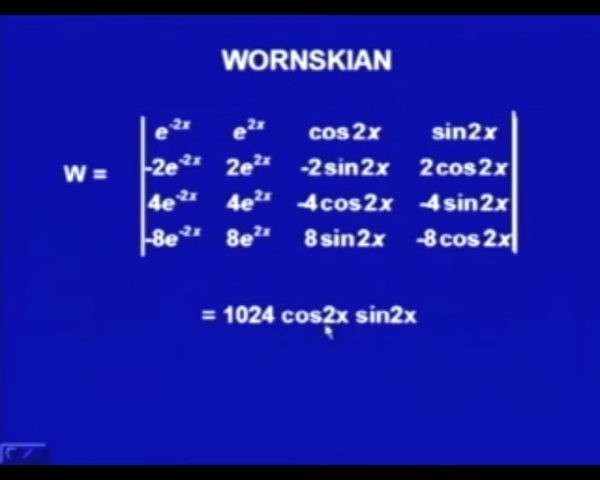 WORNSKIAN
e^-2x e^2x cos2x sin2x
-2e^-2x 2e^2x -2sin2x 2cos2x
W =
4e^-2x 4e^2x -4cos2x -4sin2x
-8e^-2x 8e^2x 8sin2x -8cos2x
= 1024 cos2x sin2x